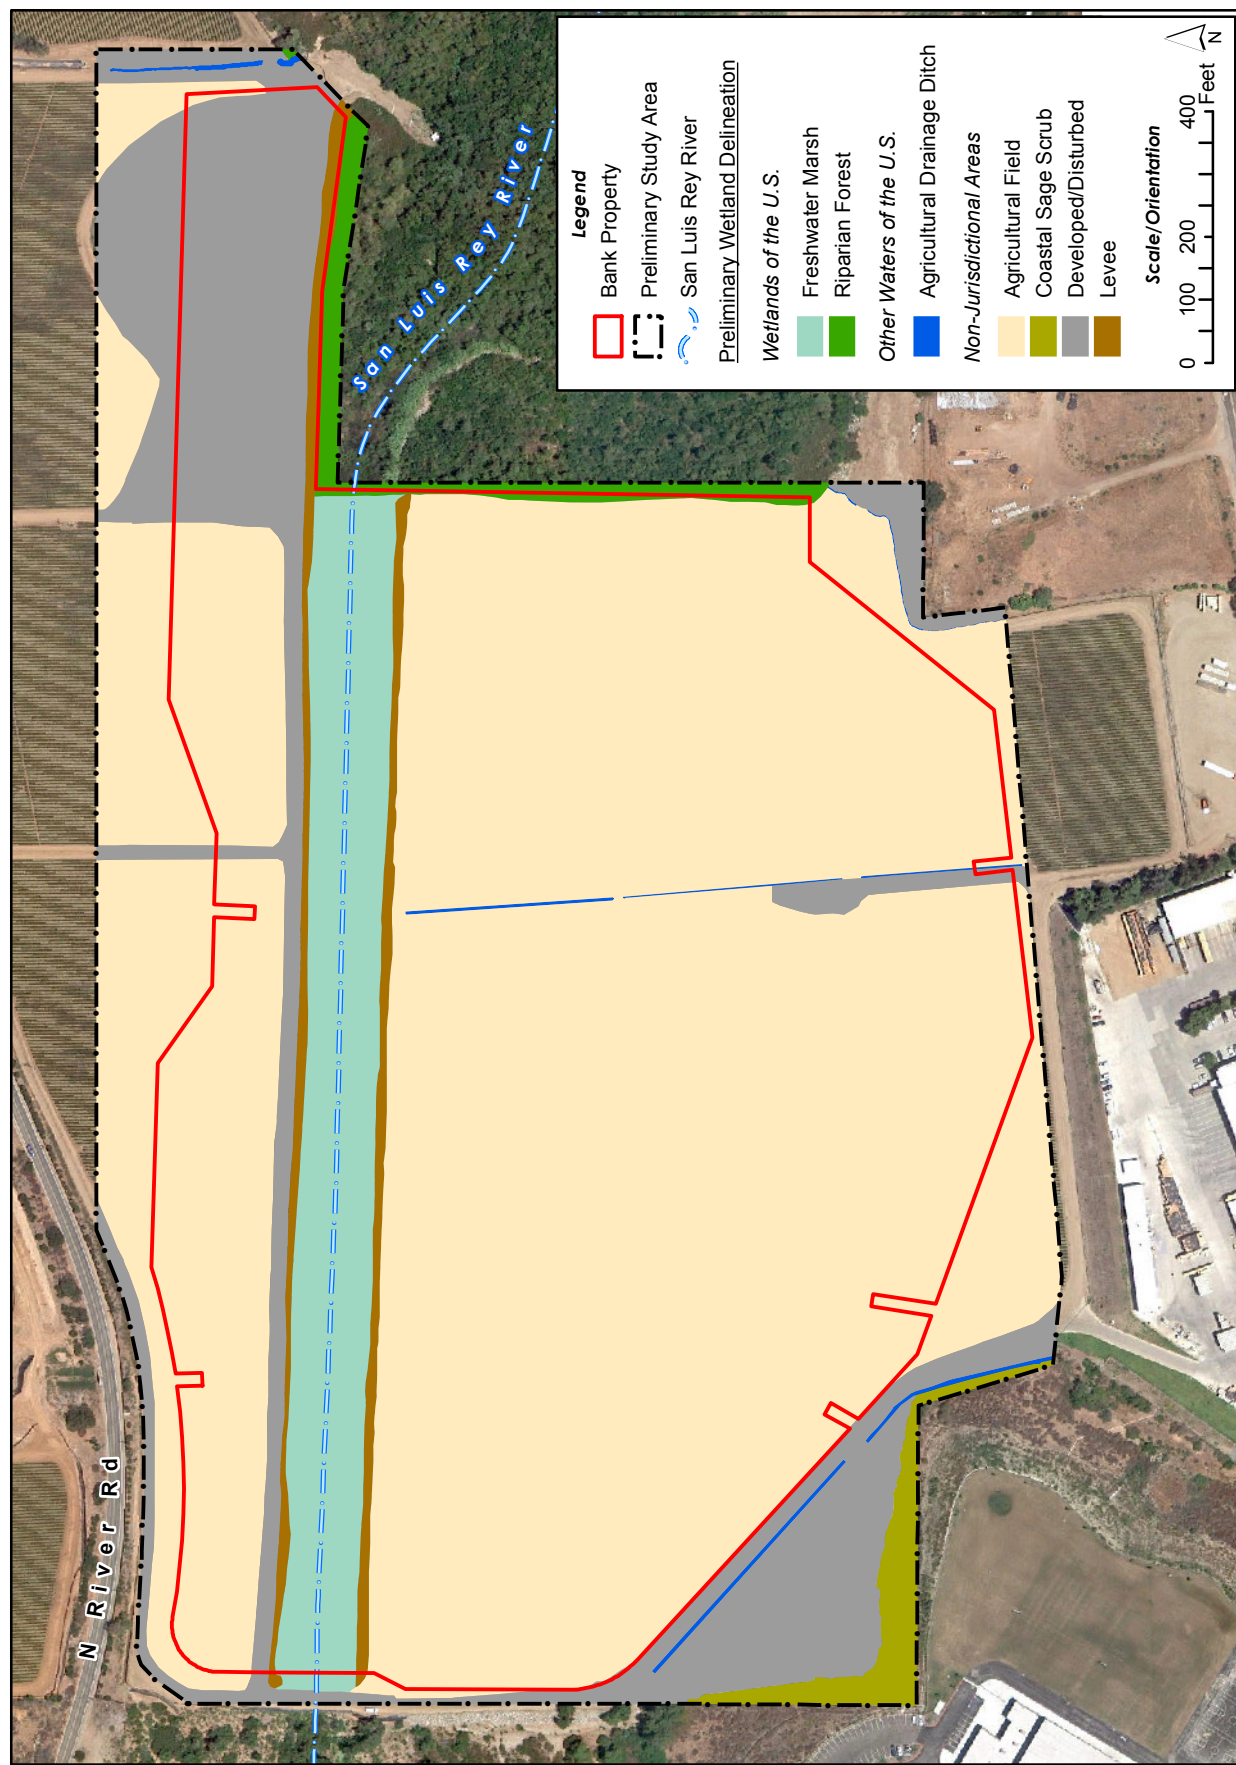 N River Rd
San Luis Rey River
Legend
Bank Property
Preliminary Study Area
San Luis Rey River
Preliminary Wetland Delineation
Wetlands of the U.S.
Freshwater Marsh
Riparian Forest
Other Waters of the U.S.
Agricultural Drainage Ditch
Non-Jurisdictional Areas
Agricultural Field
Coastal Sage Scrub
Developed/Disturbed
Levee
Scale/Orientation
0 100 200 400
Feet
N